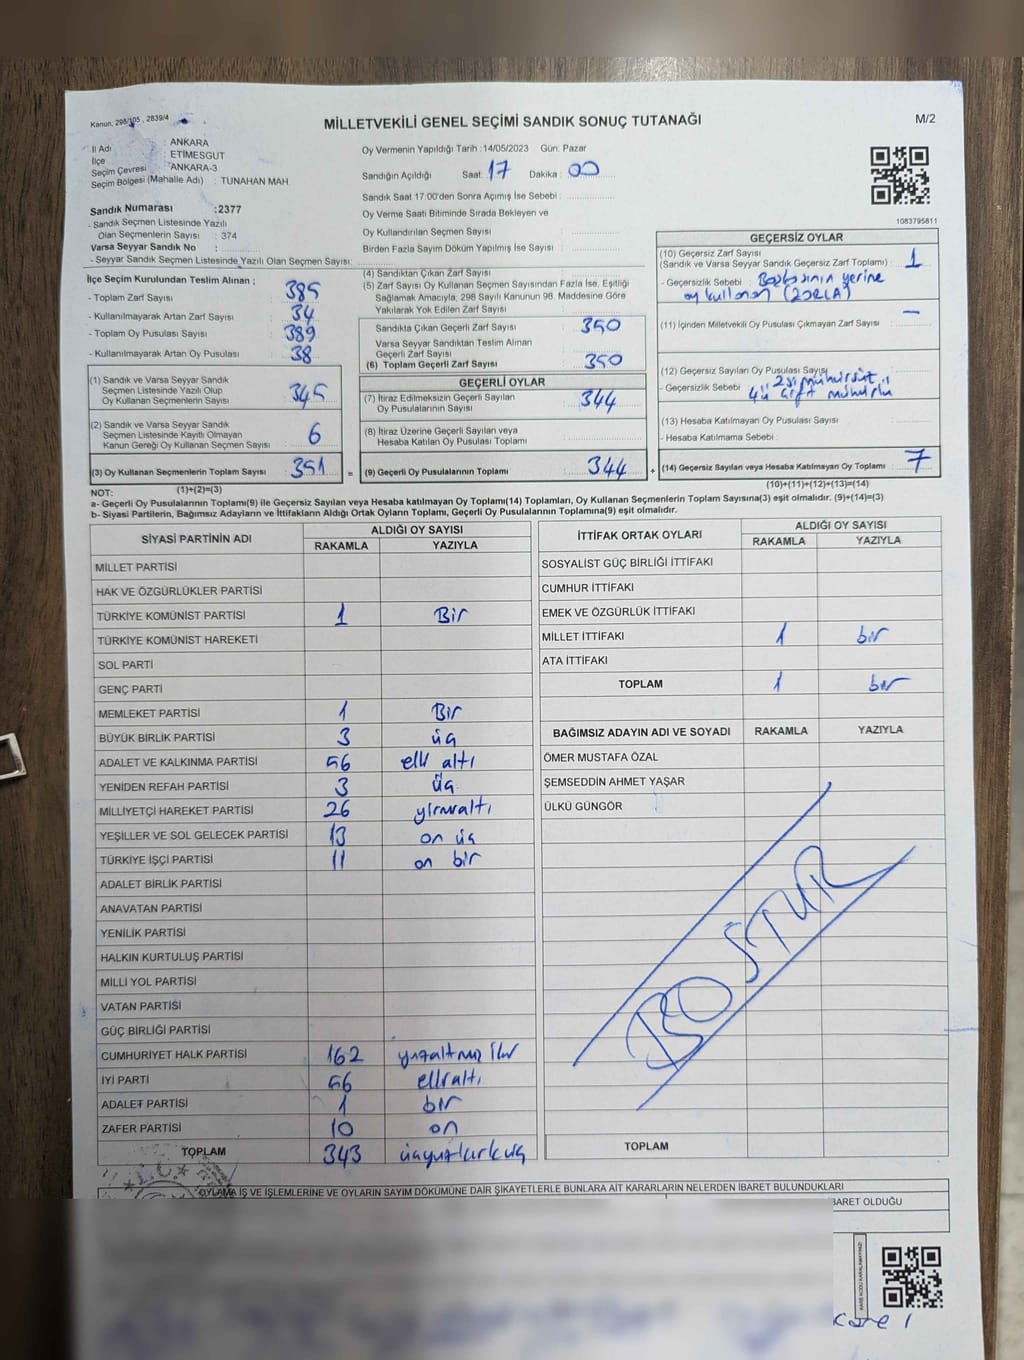 Kanun; 298/105 , 2839/4
MİLLETVEKİLİ GENEL SEÇİMİ SANDIK SONUÇ TUTANAĞI
M/2
İl Adı : ANKARA
İlçe : ETİMESGUT
Seçim Çevresi : ANKARA-3
Seçim Bölgesi (Mahalle Adı) : TUNAHAN MAH
Sandık Numarası : 2377
- Sandık Seçmen Listesinde Yazılı
Olan Seçmenlerin Sayısı : 374
Varsa Seyyar Sandık No :
- Seyyar Sandık Seçmen Listesinde Yazılı Olan Seçmen Sayısı:
Oy Vermenin Yapıldığı Tarih :14/05/2023 Gün: Pazar
Sandığın Açıldığı Saat: 17 Dakika : 00
Sandık Saat 17:00'den Sonra Açımış İse Sebebi :
Oy Verme Saati Bitiminde Sırada Bekleyen ve
Oy Kullandırılan Seçmen Sayısı :
Birden Fazla Sayım Döküm Yapılmış İse Sayısı :
1083795811
İlçe Seçim Kurulundan Teslim Alınan :
- Toplam Zarf Sayısı : 385
- Kullanılmayarak Artan Zarf Sayısı : 34
- Toplam Oy Pusulası Sayısı : 389
- Kullanılmayarak Artan Oy Pusulası : 38
(1) Sandık ve Varsa Seyyar Sandık
Seçmen Listesinde Yazılı Olup
Oy Kullanan Seçmenlerin Sayısı : 345
(2) Sandık ve Varsa Seyyar Sandık
Seçmen Listesinde Kayıtlı Olmayan
Kanun Gereği Oy Kullanan Seçmen Sayısı : 6
(3) Oy Kullanan Seçmenlerin Toplam Sayısı : 351
(1)+(2)=(3)
(4) Sandıktan Çıkan Zarf Sayısı :
(5) Zarf Sayısı Oy Kullanan Seçmen Sayısından Fazla İse, Eşitliği
Sağlamak Amacıyla; 298 Sayılı Kanunun 98. Maddesine Göre
Yakılarak Yok Edilen Zarf Sayısı :
Sandıkta Çıkan Geçerli Zarf Sayısı : 350
Varsa Seyyar Sandıktan Teslim Alınan
Geçerli Zarf Sayısı :
(6) Toplam Geçerli Zarf Sayısı : 350
GEÇERLİ OYLAR
(7) İtiraz Edilmeksizin Geçerli Sayılan
Oy Pusulalarının Sayısı : 344
(8) İtiraz Üzerine Geçerli Sayılan veya
Hesaba Katılan Oy Pusulası Toplamı :
= (9) Geçerli Oy Pusulalarının Toplamı : 344 +
GEÇERSİZ OYLAR
(10) Geçersiz Zarf Sayısı
(Sandık ve Varsa Seyyar Sandık Geçersiz Zarf Toplamı) : 1
- Geçersizlik Sebebi : Başkasının yerine
oy kullanan (ZORLA)
(11) İçinden Milletvekili Oy Pusulası Çıkmayan Zarf Sayısı : —
(12) Geçersiz Sayılan Oy Pusulası Sayısı :
- Geçersizlik Sebebi : 2si mühürsüz
4ü çift mühürlü
(13) Hesaba Katılmayan Oy Pusulası Sayısı :
- Hesaba Katılmama Sebebi :
(14) Geçersiz Sayılan veya Hesaba Katılmayan Oy Toplamı : 7
(10)+(11)+(12)+(13)=(14)
NOT:
a- Geçerli Oy Pusulalarının Toplamı(9) ile Geçersiz Sayılan veya Hesaba katılmayan Oy Toplamı(14) Toplamları, Oy Kullanan Seçmenlerin Toplam Sayısına(3) eşit olmalıdır. (9)+(14)=(3)
b- Siyasi Partilerin, Bağımsız Adayların ve İttifakların Aldığı Ortak Oyların Toplamı, Geçerli Oy Pusulalarının Toplamına(9) eşit olmalıdır.
SİYASİ PARTİNİN ADI ALDIĞI OY SAYISI
RAKAMLA YAZIYLA
MİLLET PARTİSİ
HAK VE ÖZGÜRLÜKLER PARTİSİ
TÜRKİYE KOMÜNİST PARTİSİ 1 Bir
TÜRKİYE KOMÜNİST HAREKETİ
SOL PARTİ
GENÇ PARTİ
MEMLEKET PARTİSİ 1 Bir
BÜYÜK BİRLİK PARTİSİ 3 üç
ADALET VE KALKINMA PARTİSİ 56 elli altı
YENİDEN REFAH PARTİSİ 3 üç
MİLLİYETÇİ HAREKET PARTİSİ 26 yirmialtı
YEŞİLLER VE SOL GELECEK PARTİSİ 13 on üç
TÜRKİYE İŞÇİ PARTİSİ 11 on bir
ADALET BİRLİK PARTİSİ
ANAVATAN PARTİSİ
YENİLİK PARTİSİ
HALKIN KURTULUŞ PARTİSİ
MİLLİ YOL PARTİSİ
VATAN PARTİSİ
GÜÇ BİRLİĞİ PARTİSİ
CUMHURİYET HALK PARTİSİ 162 yüzaltmış iki
İYİ PARTİ 56 ellialtı
ADALET PARTİSİ 1 bir
ZAFER PARTİSİ 10 on
TOPLAM 343 üçyüzkırküç
İTTİFAK ORTAK OYLARI ALDIĞI OY SAYISI
RAKAMLA YAZIYLA
SOSYALİST GÜÇ BİRLİĞİ İTTİFAKI
CUMHUR İTTİFAKI
EMEK VE ÖZGÜRLÜK İTTİFAKI
MİLLET İTTİFAKI 1 bir
ATA İTTİFAKI
TOPLAM 1 bir
BAĞIMSIZ ADAYIN ADI VE SOYADI RAKAMLA YAZIYLA
ÖMER MUSTAFA ÖZAL
ŞEMSEDDİN AHMET YAŞAR
ÜLKÜ GÜNGÖR
BOŞTUR
TOPLAM
T.C.
OYLAMA İŞ VE İŞLEMLERİNE VE OYLARIN SAYIM DÖKÜMÜNE DAİR ŞİKAYETLERLE BUNLARA AİT KARARLARIN NELERDEN İBARET BULUNDUKLARI
BARET OLDUĞU